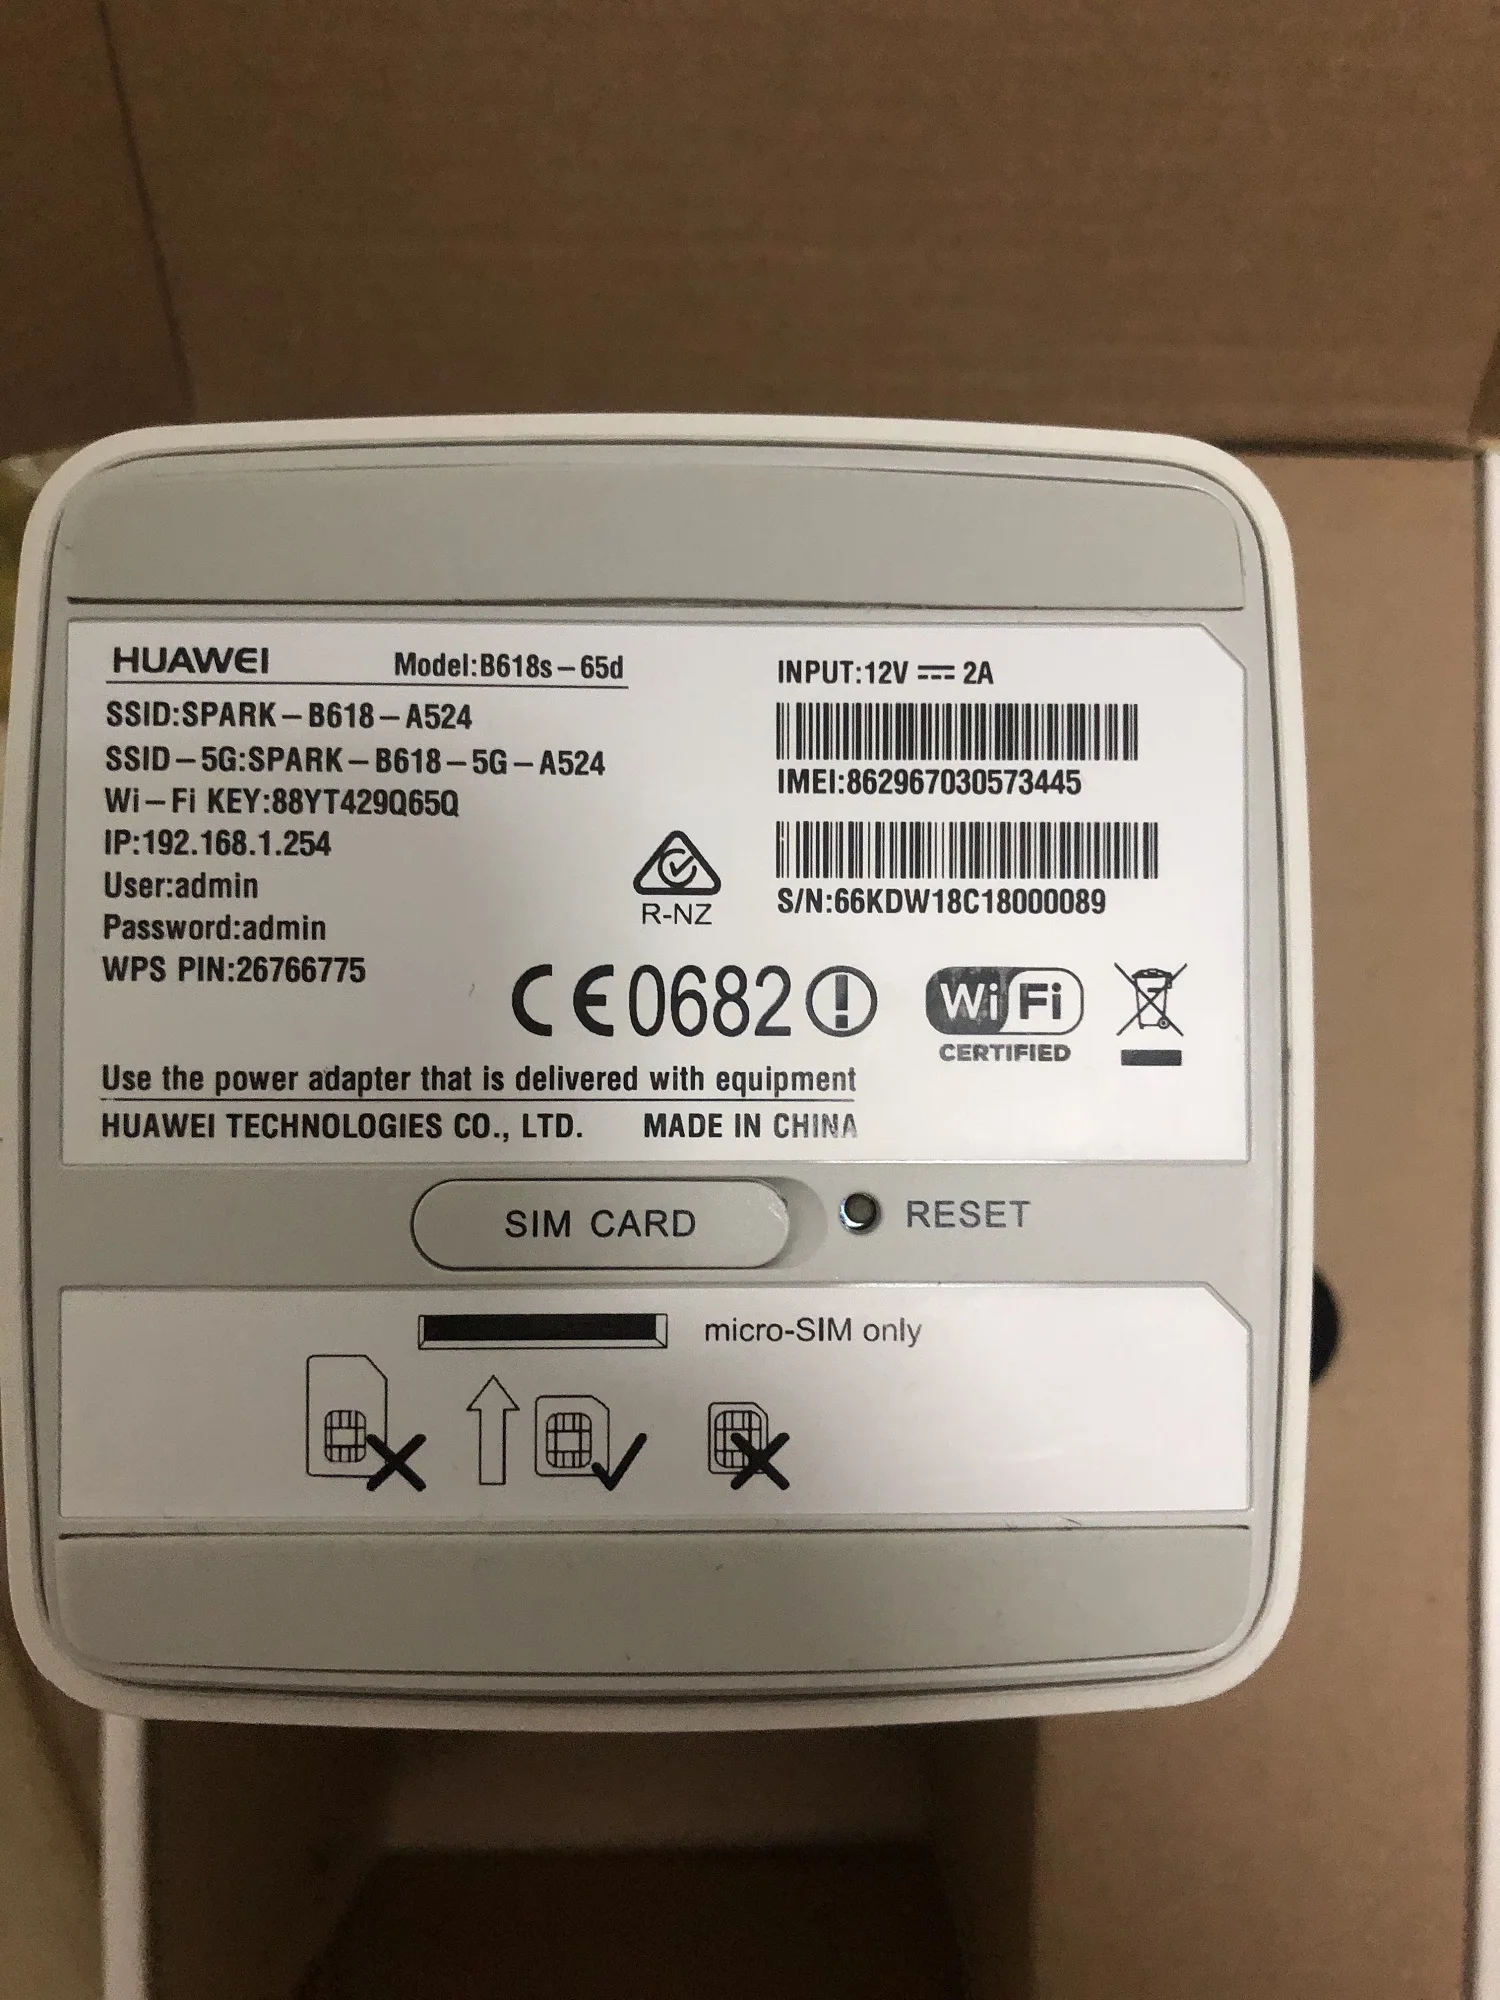 HUAWEI Model:B618s-65d
SSID:SPARK-B618-A524
SSID-5G:SPARK-B618-5G-A524
Wi-Fi KEY:88YT429Q65Q
IP:192.168.1.254
User:admin
Password:admin
WPS PIN:26766775
INPUT:12V ⎓ 2A
IMEI:862967030573445
S/N:66KDW18C18000089
R-NZ
CE0682
Wi Fi
CERTIFIED
Use the power adapter that is delivered with equipment
HUAWEI TECHNOLOGIES CO., LTD. MADE IN CHINA
SIM CARD
RESET
micro-SIM only